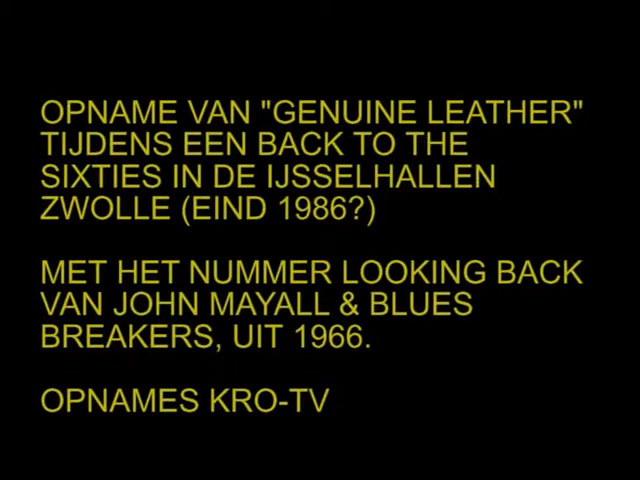 OPNAME VAN "GENUINE LEATHER"
TIJDENS EEN BACK TO THE
SIXTIES IN DE IJSSELHALLEN
ZWOLLE (EIND 1986?)
MET HET NUMMER LOOKING BACK
VAN JOHN MAYALL & BLUES
BREAKERS, UIT 1966.
OPNAMES KRO-TV